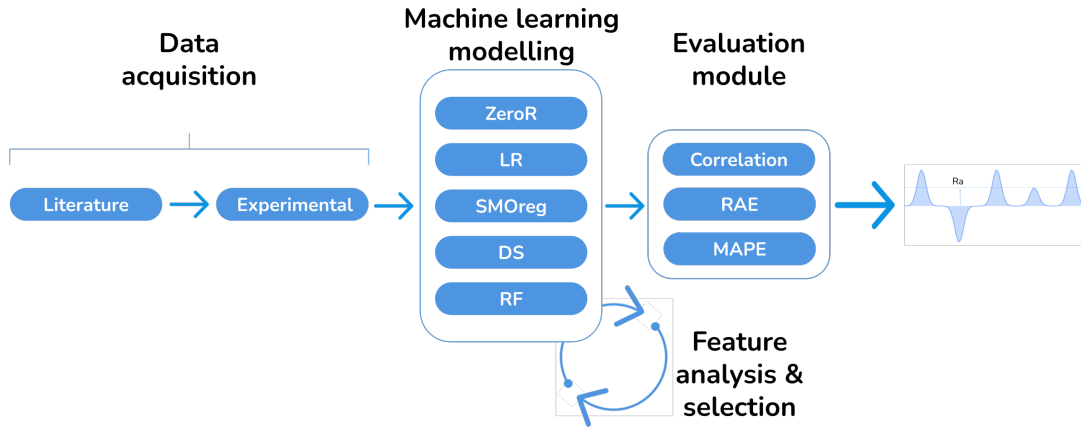 Data
acquisition
Literature
Experimental
Machine learning
modelling
ZeroR
LR
SMOreg
DS
RF
Evaluation
module
Correlation
RAE
MAPE
Ra
Feature
analysis &
selection